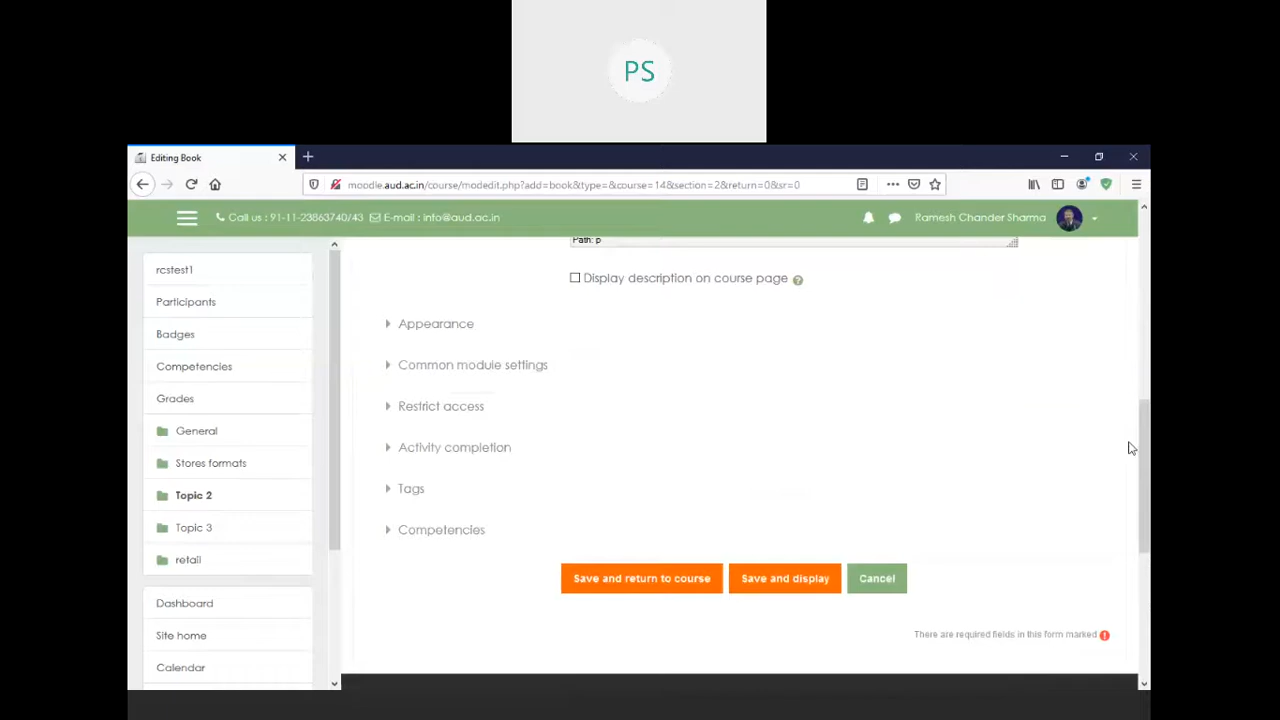 PS
Editing Book
moodle.aud.ac.in/course/modedit.php?add=book&type=&course=14&section=2&return=0&sr=0
Call us : 91-11-23863740/43 E-mail : info@aud.ac.in
Ramesh Chander Sharma
rcstest1
Participants
Badges
Competencies
Grades
General
Stores formats
Topic 2
Topic 3
retail
Dashboard
Site home
Calendar
Path: p
Display description on course page
Appearance
Common module settings
Restrict access
Activity completion
Tags
Competencies
Save and return to course
Save and display
Cancel
There are required fields in this form marked